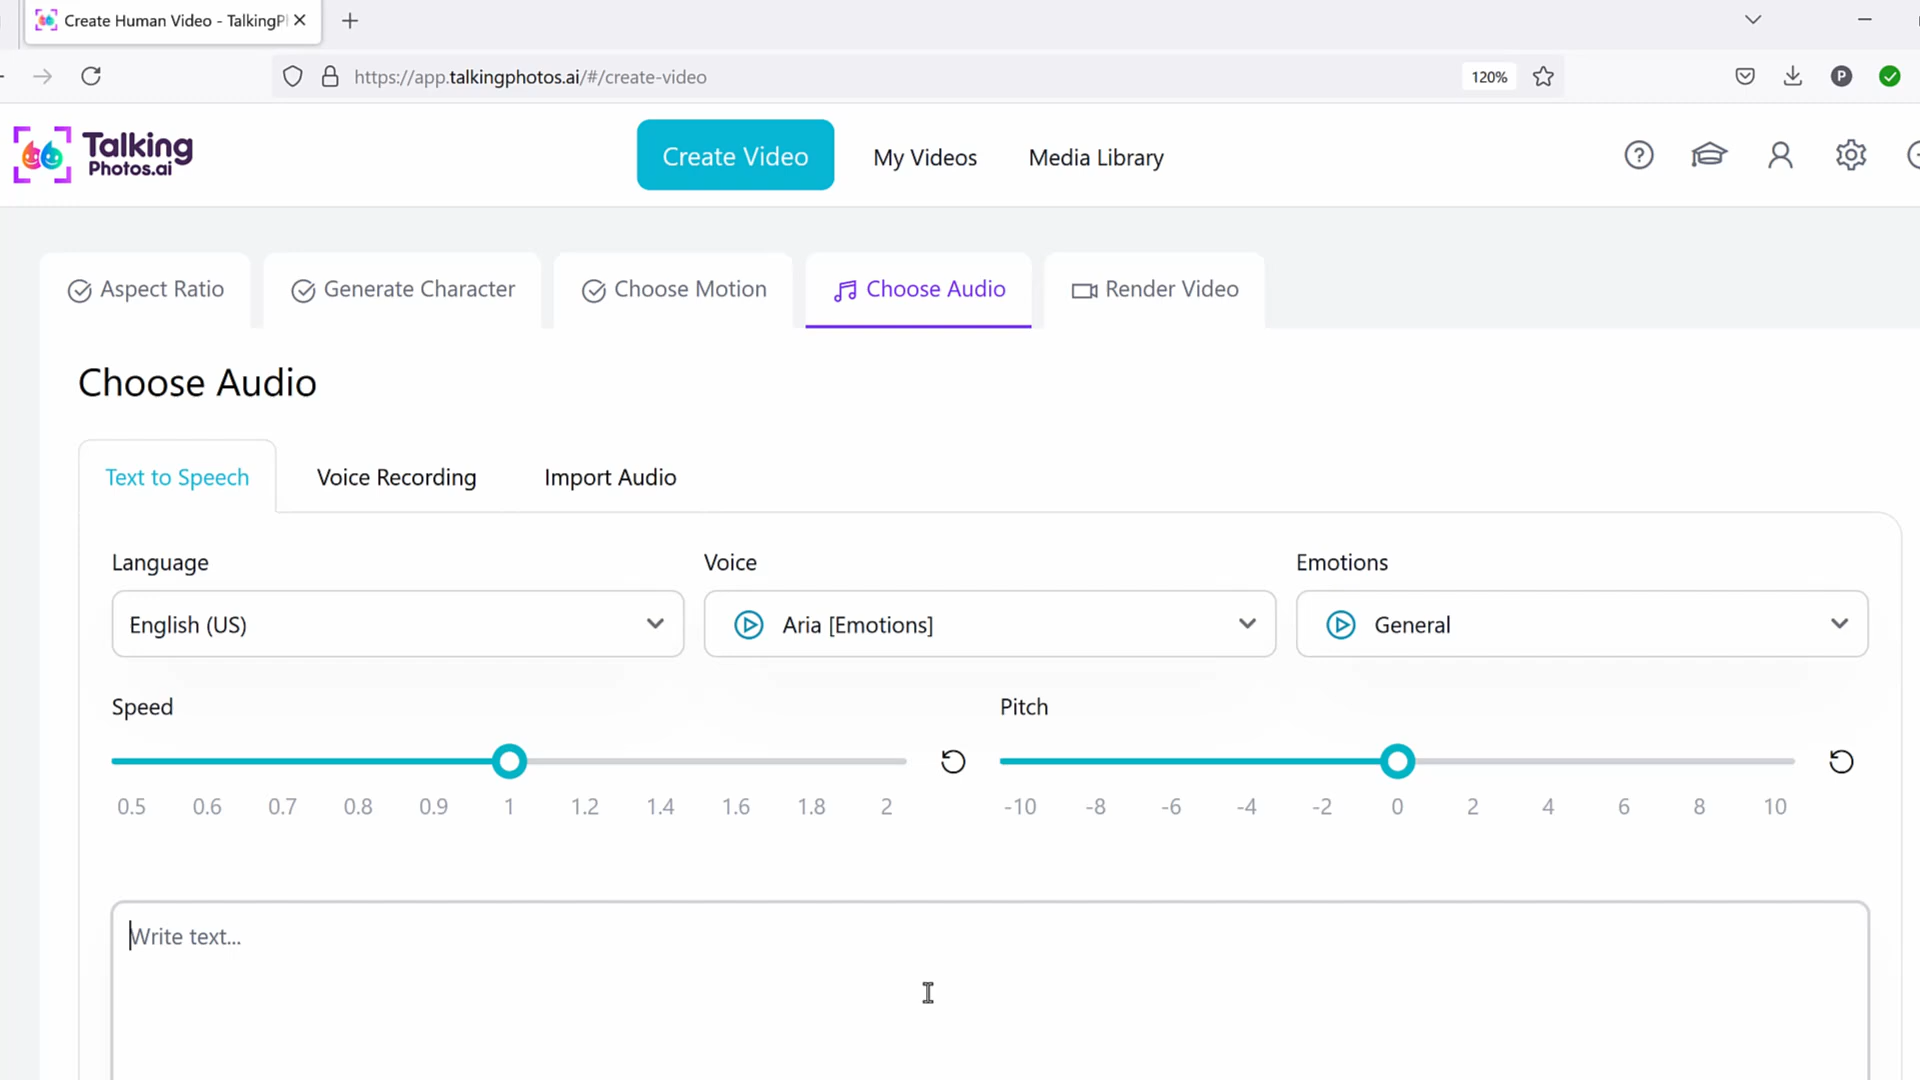 Create Human Video - TalkingP
https://app.talkingphotos.ai/#/create-video
120%
P
Talking
Photos.ai
Create Video
My Videos
Media Library
Aspect Ratio
Generate Character
Choose Motion
Choose Audio
Render Video
Choose Audio
Text to Speech
Voice Recording
Import Audio
Language
Voice
Emotions
English (US)
Aria [Emotions]
General
Speed
Pitch
0.5 0.6 0.7 0.8 0.9 1 1.2 1.4 1.6 1.8 2
-10 -8 -6 -4 -2 0 2 4 6 8 10
Write text...